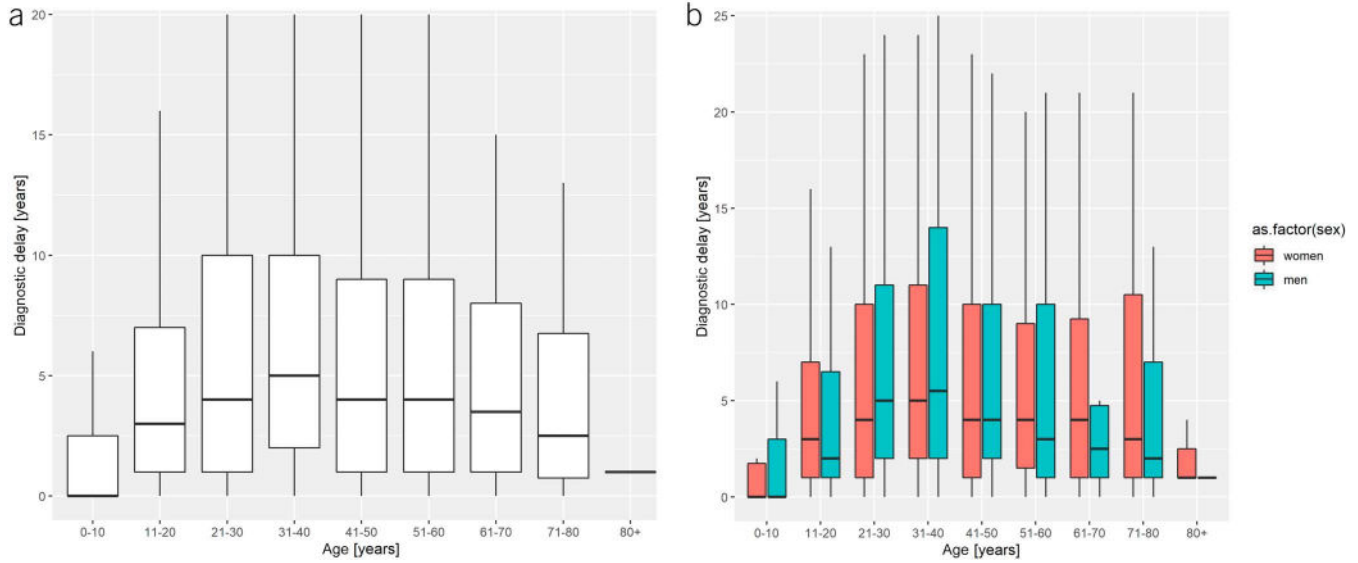 a
Diagnostic delay [years]
20
15
10
5
0
0-10 11-20 21-30 31-40 41-50 51-60 61-70 71-80 80+
Age [years]
b
Diagnostic delay [years]
25
20
15
10
5
0
0-10 11-20 21-30 31-40 41-50 51-60 61-70 71-80 80+
Age [years]
as.factor(sex)
women
men